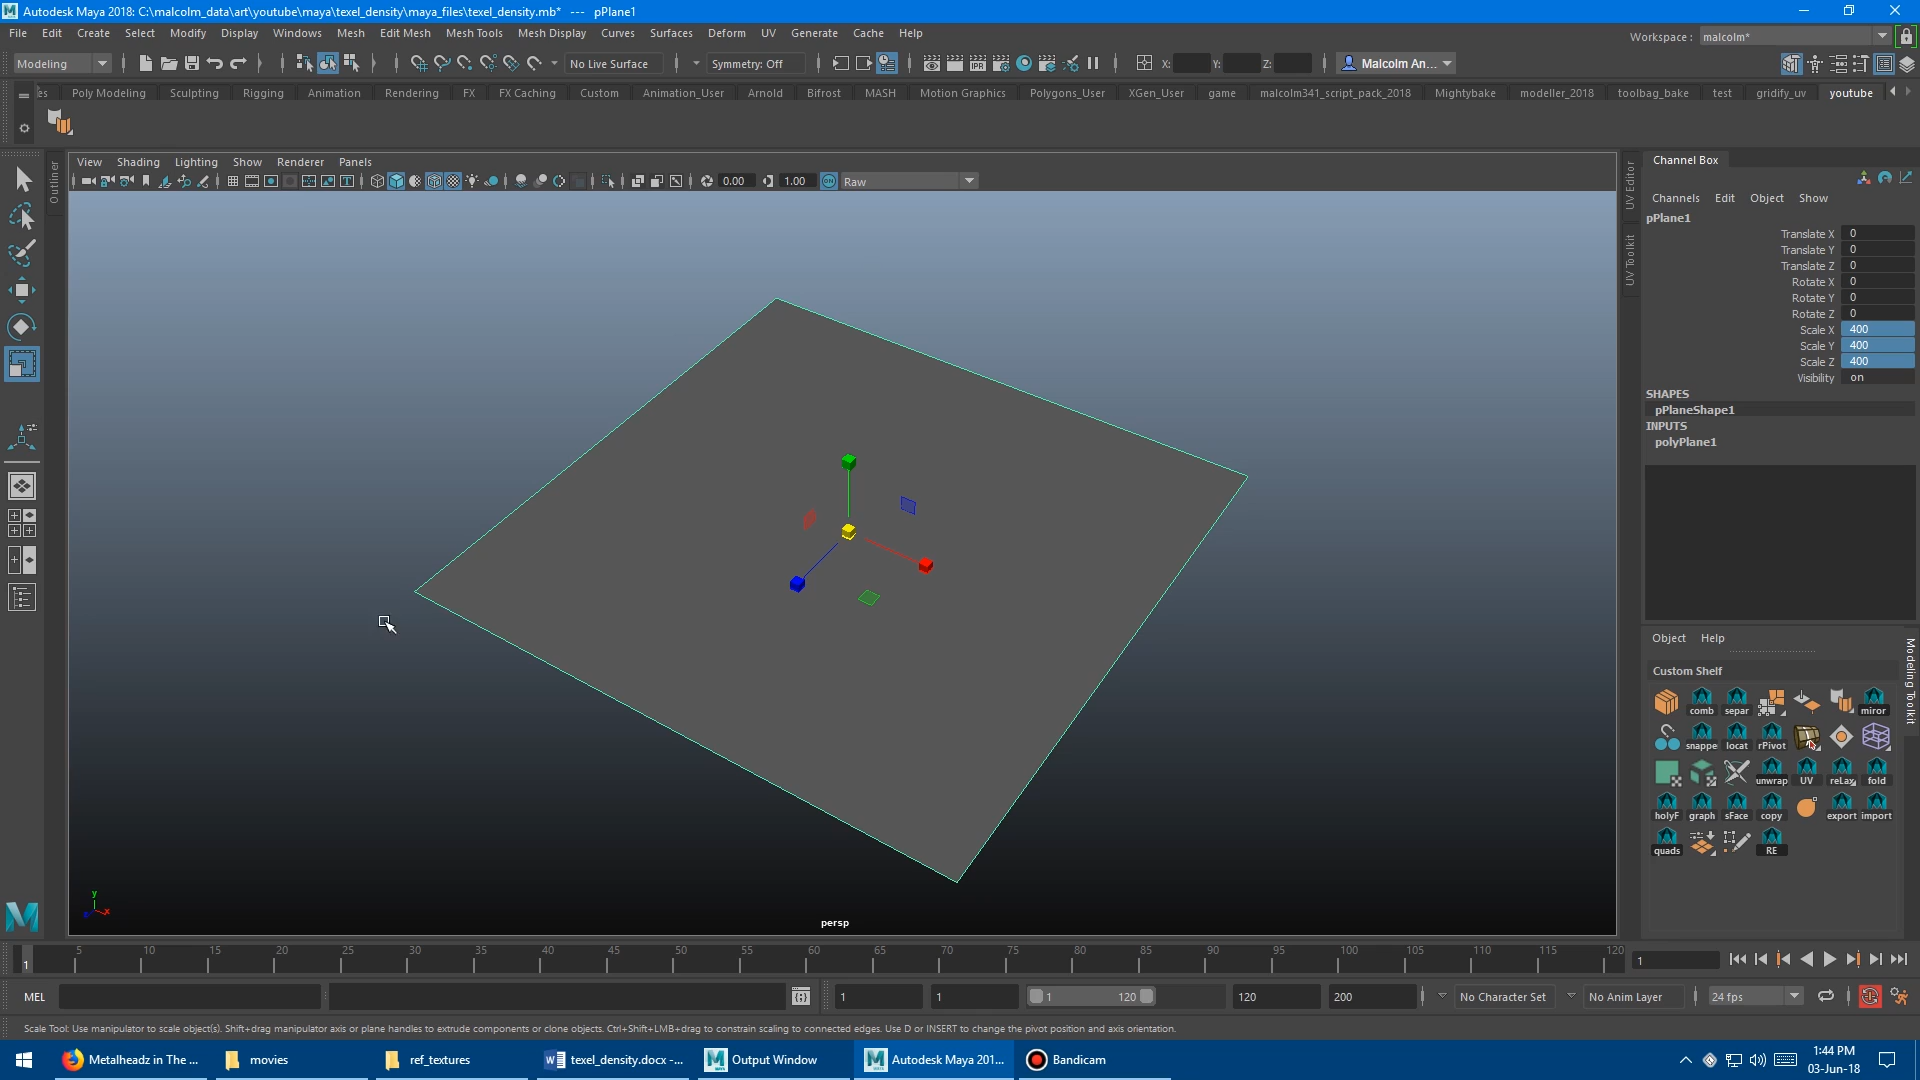 Autodesk Maya 2018: C:\malcolm_data\art\youtube\maya\texel_density\maya_files\texel_density.mb* --- pPlane1
File Edit Create Select Modify Display Windows Mesh Edit Mesh Mesh Tools Mesh Display Curves Surfaces Deform UV Generate Cache Help
Workspace : malcolm*
Modeling No Live Surface Symmetry: Off X: Y: Z: Malcolm An...
es Poly Modeling Sculpting Rigging Animation Rendering FX FX Caching Custom Animation_User Arnold Bifrost MASH Motion Graphics Polygons_User XGen_User game malcolm341_script_pack_2018 Mightybake modeller_2018 toolbag_bake test gridify_uv youtube
View Shading Lighting Show Renderer Panels
0.00 1.00 ON Raw
Outliner
UV Editor
UV Toolkit
Channel Box
Channels Edit Object Show
pPlane1
Translate X 0
Translate Y 0
Translate Z 0
Rotate X 0
Rotate Y 0
Rotate Z 0
Scale X 400
Scale Y 400
Scale Z 400
Visibility on
SHAPES
pPlaneShape1
INPUTS
polyPlane1
Object Help
Modeling Toolkit
Custom Shelf
comb separ miror
snappe locat rPivot
unwrap UV reLax fold
holyF graph sFace copy export import
quads RE
y
x
persp
1 5 10 15 20 25 30 35 40 45 50 55 60 65 70 75 80 85 90 95 100 105 110 115 120 1
MEL 1 1 1 120 120 200 No Character Set No Anim Layer 24 fps
Scale Tool: Use manipulator to scale object(s). Shift+drag manipulator axis or plane handles to extrude components or clone objects. Ctrl+Shift+LMB+drag to constrain scaling to connected edges. Use D or INSERT to change the pivot position and axis orientation.
Metalheadz in The ... movies ref_textures texel_density.docx -... Output Window Autodesk Maya 201... Bandicam
1:44 PM
03-Jun-18